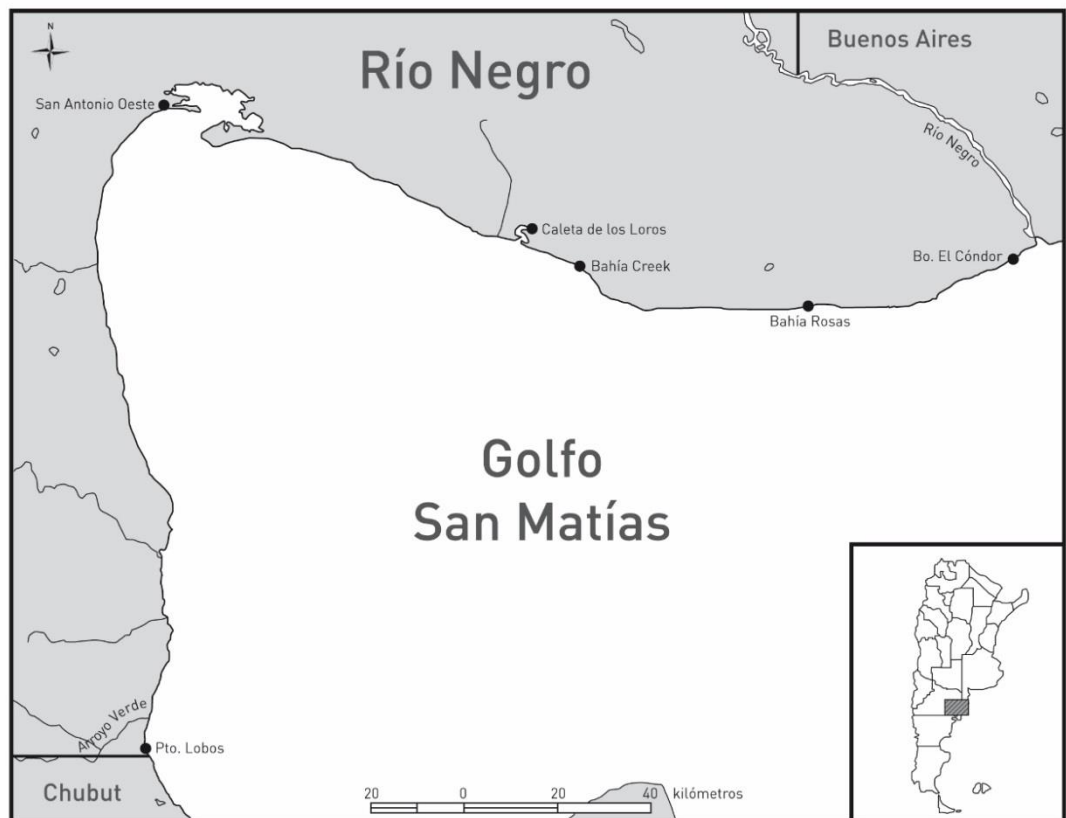 N
Río Negro
Buenos Aires
San Antonio Oeste
Río Negro
Caleta de los Loros
Bahía Creek
Bo. El Cóndor
Bahía Rosas
Golfo
San Matías
Arroyo Verde
Pto. Lobos
Chubut
20 0 20 40 kilómetros